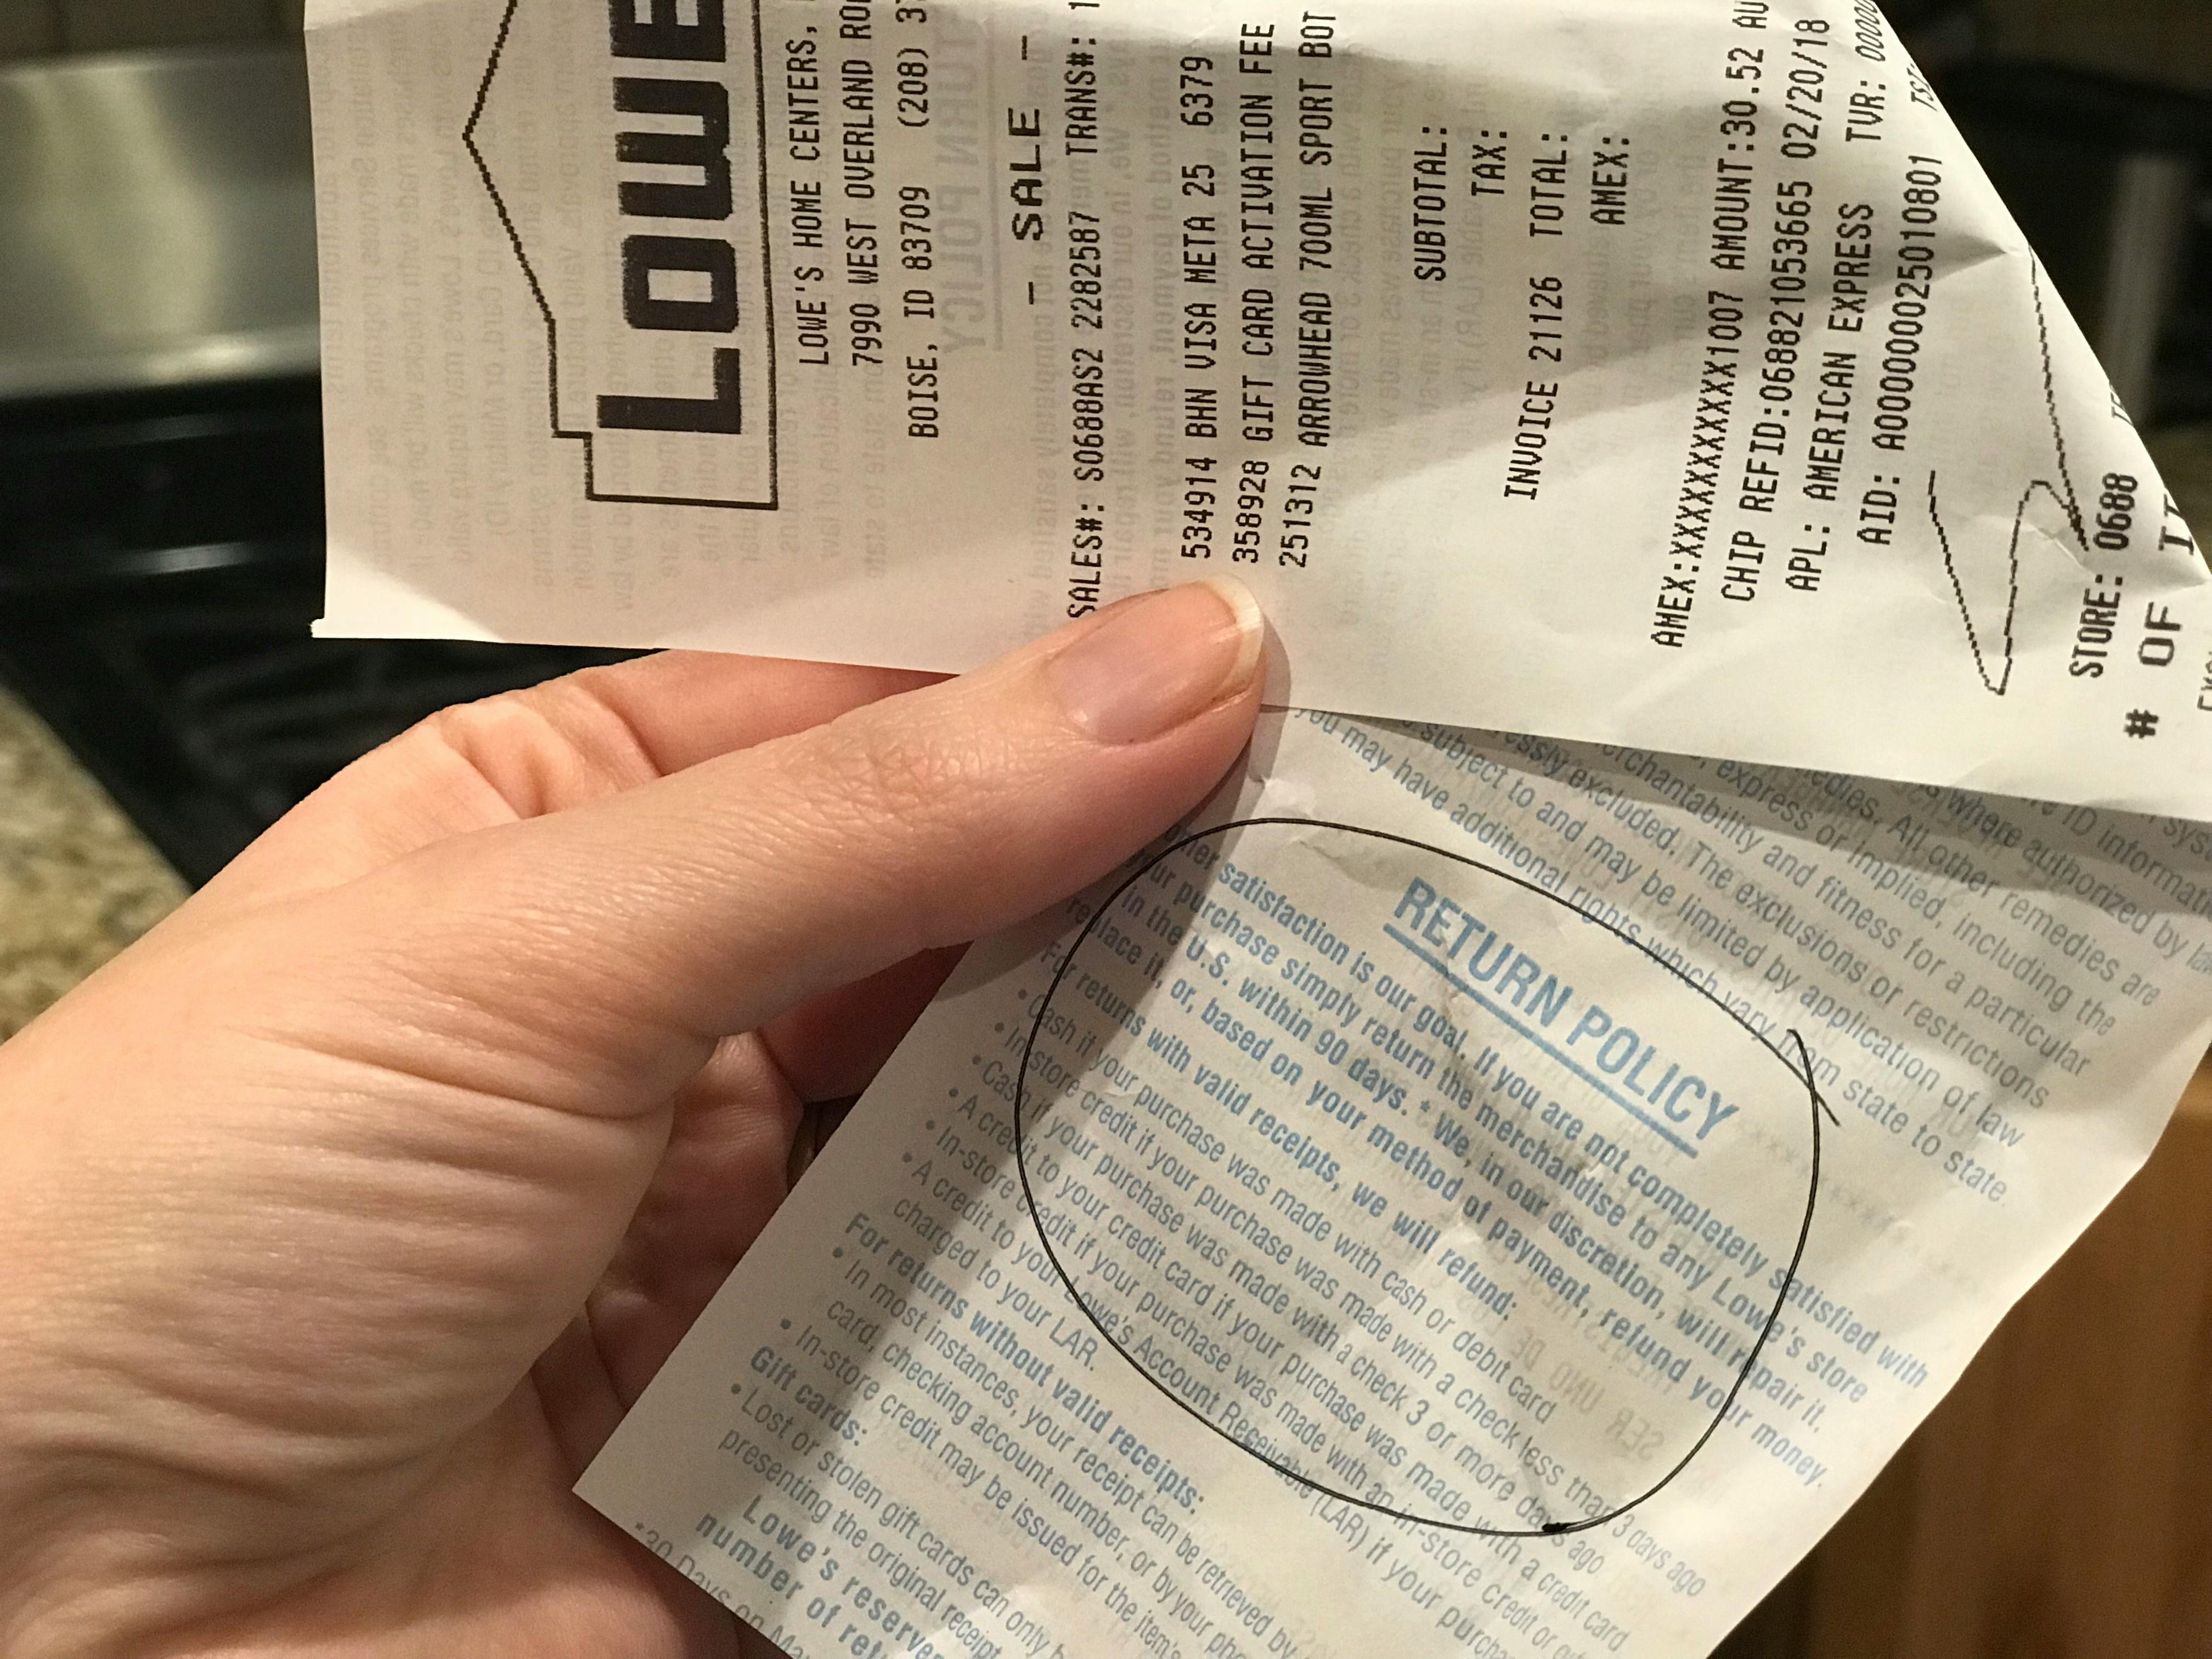 LOWE
LOWE'S HOME CENTERS,
7990 WEST OVERLAND
BOISE, ID 83709 (208)
- SALE -
SALES#: S0688AS2 2282587 TRANS#:
534914 BHN VISA META 25 6379
358928 GIFT CARD ACTIVATION FEE
251312 ARROWHEAD 700ML SPORT BOT
SUBTOTAL:
TAX:
INVOICE 21126 TOTAL:
AMEX:
AMEX:XXXXXXXXXXXX1007 AMOUNT:30.52 AU
CHIP REFID:068821053665 02/20/18
APL: AMERICAN EXPRESS TVR:
AID: A000000025010801
STORE: 0688
# OF
where authorized by
ID
All other remedies are
express or implied, including the
merchantability and fitness for a particular
excluded. The exclusions or restrictions
subject to and may be limited by application of law
you may have additional rights which vary from state to state.
RETURN POLICY
satisfaction is our goal. If you are not completely satisfied with
your purchase simply return the merchandise to any Lowe's store
in the U.S. within 90 days. * We, in our discretion, will repair it,
replace it, or, based on your method of payment, refund your money.
For returns with valid receipts, we will refund:
• Cash if your purchase was made with cash or debit card
• In-store credit if your purchase was made with a check less than 3 days ago
• Cash if your purchase was made with a check 3 or more days ago
• A credit to your credit card if your purchase was made with a credit card
• In-store credit if your purchase was made with an in-store credit or
• A credit to your Lowe's Account Receivable (LAR) if your
charged to your LAR.
For returns without valid receipts:
• In most instances, your receipt can be retrieved by
card, checking account number, or by your
• In-store credit may be issued for the item's
Gift cards:
• Lost or stolen gift cards can only
presenting the original receipt
Lowe's
number of
*30 Days on